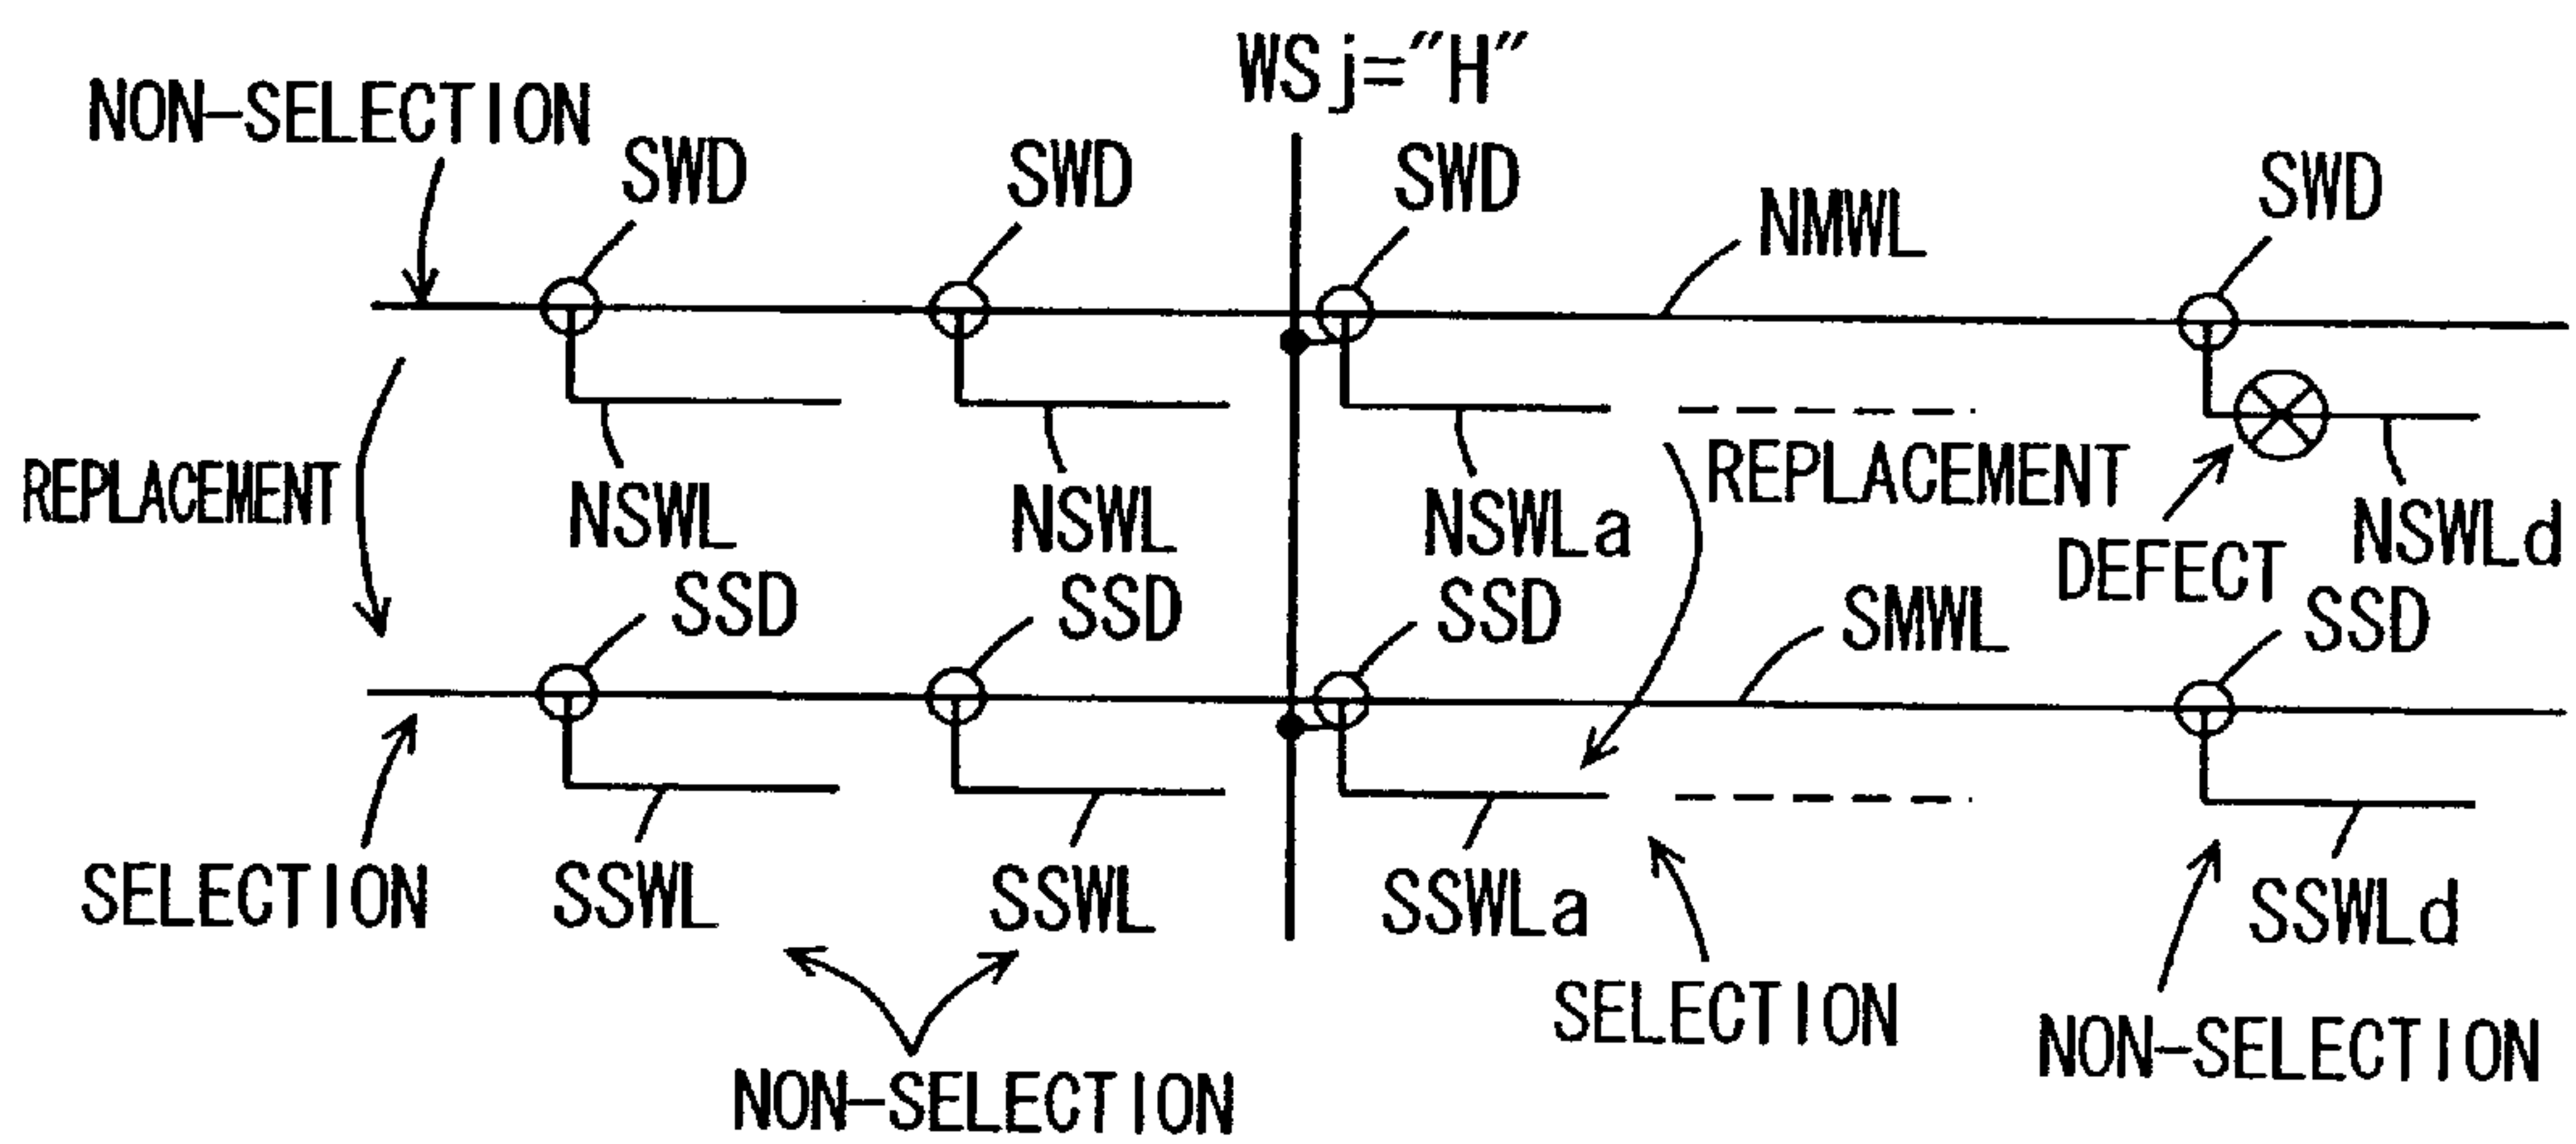 WSj="H"
NON-SELECTION
SWD SWD SWD SWD
NMWL
REPLACEMENT REPLACEMENT
NSWL NSWL NSWLa NSWLd
DEFECT
SSD SSD SSD SSD
SMWL
SELECTION SSWL SSWL SSWLa SSWLd
SELECTION
NON-SELECTION
NON-SELECTION